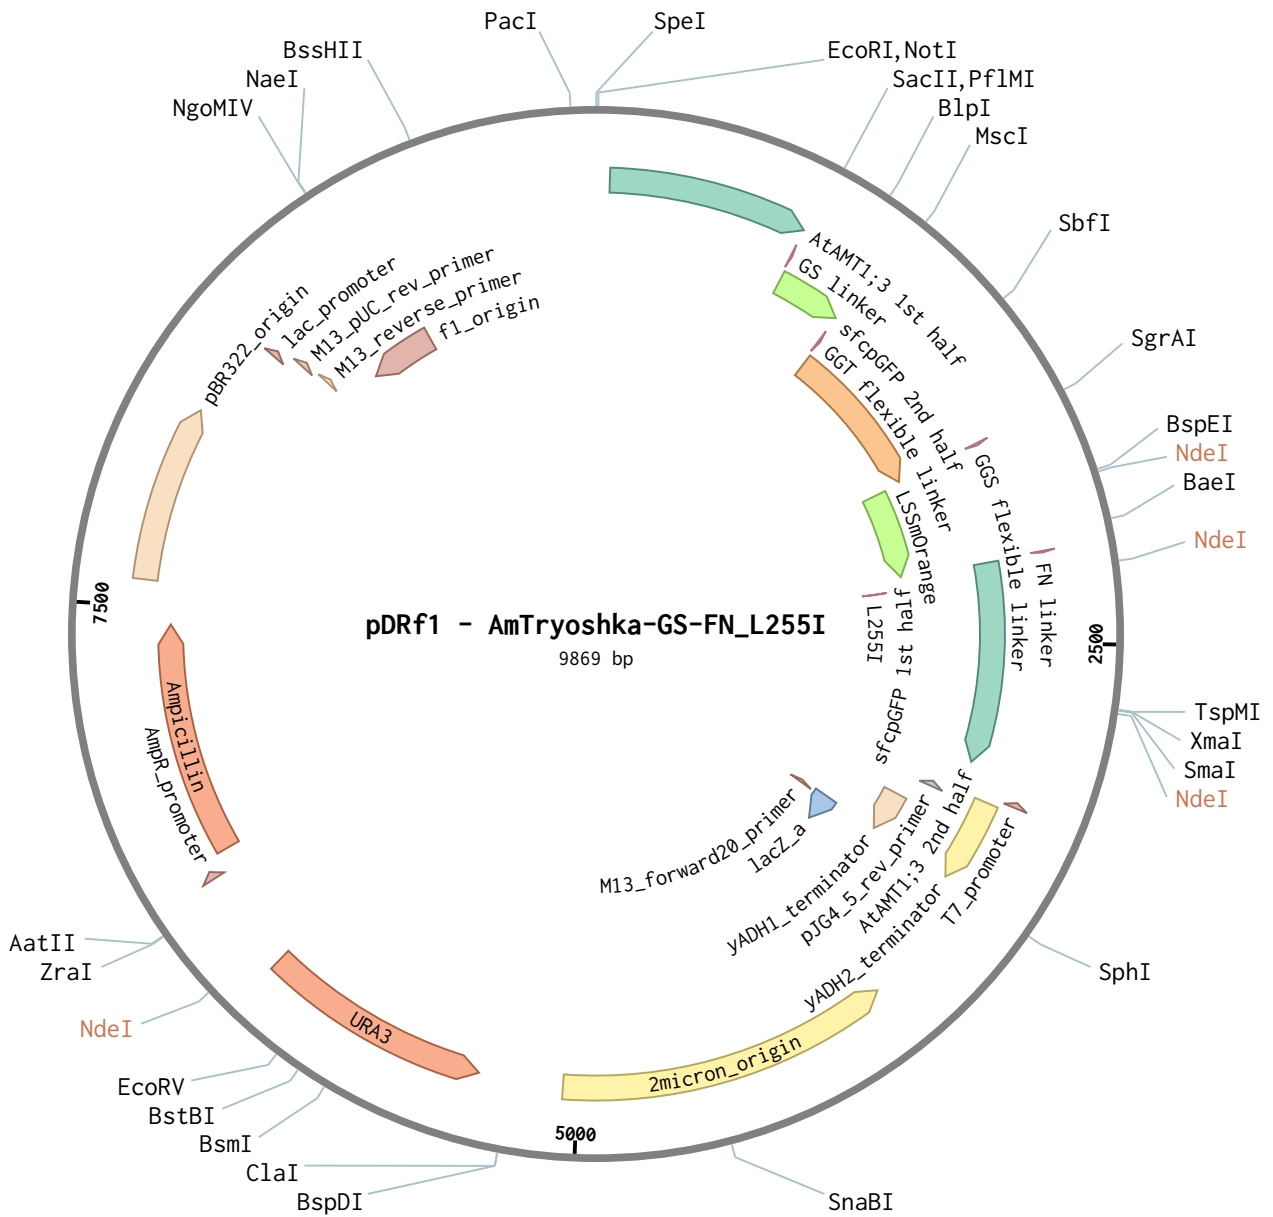 PacI
SpeI
BssHII
EcoRI,NotI
NaeI
SacII,PflMI
NgoMIV
BlpI
MscI
SbfI
SgrAI
BspEI
NdeI
BaeI
NdeI
AtAMT1;3 1st half
GS linker
sfcpGFP 2nd half
GGT flexible linker
LSSmOrange
GGS flexible linker
FN linker
sfcpGFP 1st half
L255I
pBR322_origin
lac_promoter
M13_pUC_rev_primer
M13_reverse_primer
f1_origin
7500
pDRf1 - AmTryoshka-GS-FN_L255I
9869 bp
2500
TspMI
XmaI
SmaI
NdeI
Ampicillin
AmpR_promoter
M13_forward20_primer
lacZ_a
yADH1_terminator
pJG4_5_rev_primer
AtAMT1;3 2nd half
yADH2_terminator
T7_promoter
AatII
ZraI
SphI
NdeI
URA3
2micron_origin
EcoRV
BstBI
BsmI
5000
ClaI
BspDI
SnaBI